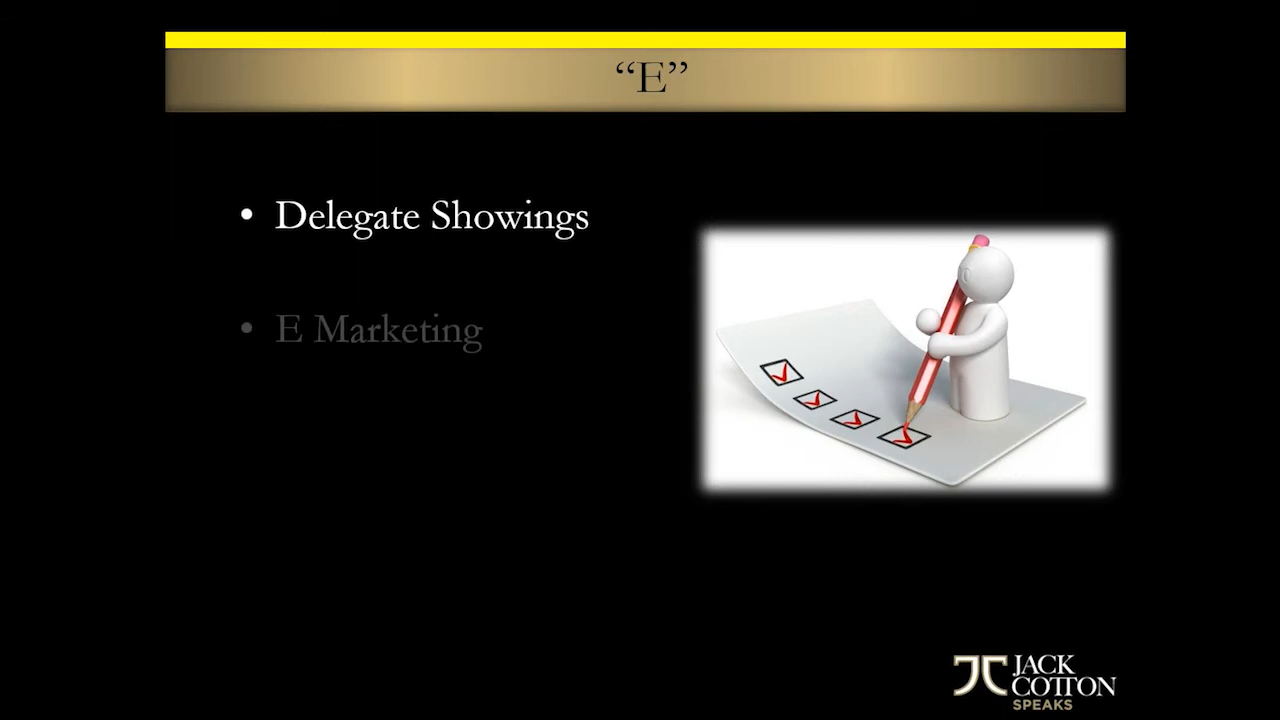 “E”
• Delegate Showings
• E Marketing
JACK
COTTON
SPEAKS